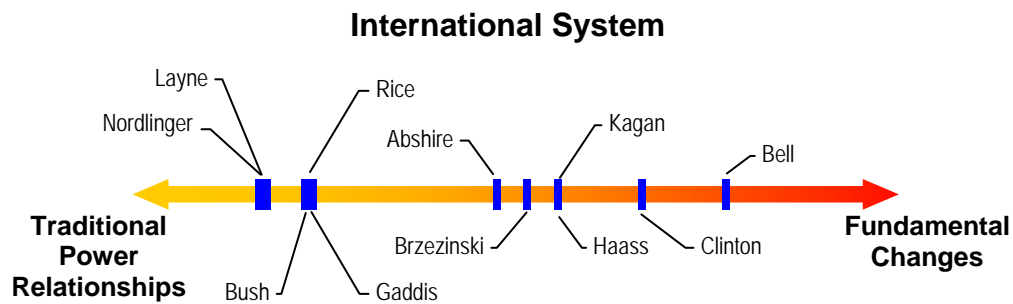 International System
Layne
Rice
Nordlinger
Abshire
Kagan
Bell
Traditional
Power
Relationships
Bush
Gaddis
Brzezinski
Haass
Clinton
Fundamental
Changes